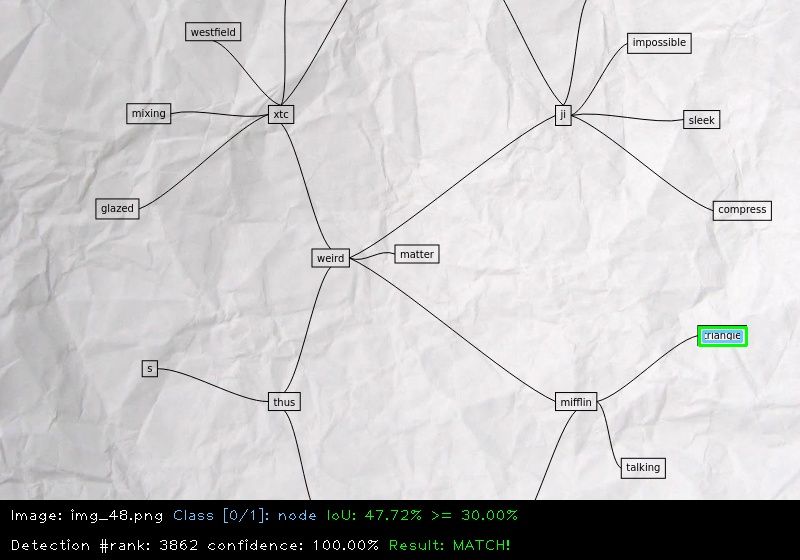 westfield
impossible
mixing
xtc
ji
sleek
glazed
compress
weird
matter
triangle
s
thus
mifflin
talking
Image: img_48.png Class [0/1]: node IoU: 47.72% >= 30.00%
Detection #rank: 3862 confidence: 100.00% Result: MATCH!